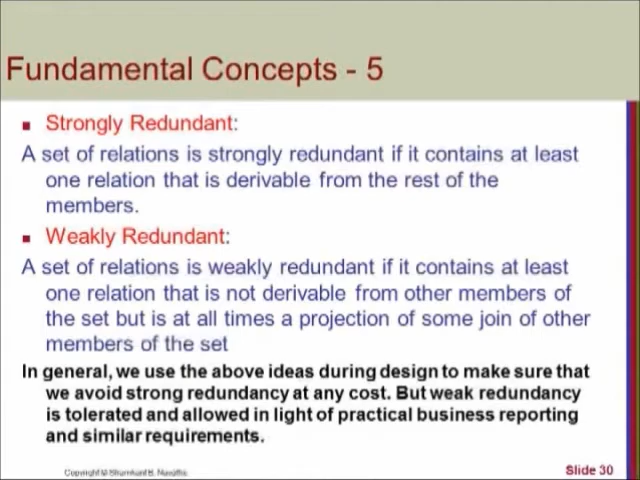 Fundamental Concepts - 5
Strongly Redundant:
A set of relations is strongly redundant if it contains at least
one relation that is derivable from the rest of the
members.
Weakly Redundant:
A set of relations is weakly redundant if it contains at least
one relation that is not derivable from other members of
the set but is at all times a projection of some join of other
members of the set
In general, we use the above ideas during design to make sure that
we avoid strong redundancy at any cost. But weak redundancy
is tolerated and allowed in light of practical business reporting
and similar requirements.
Copyright ©
Slide 30